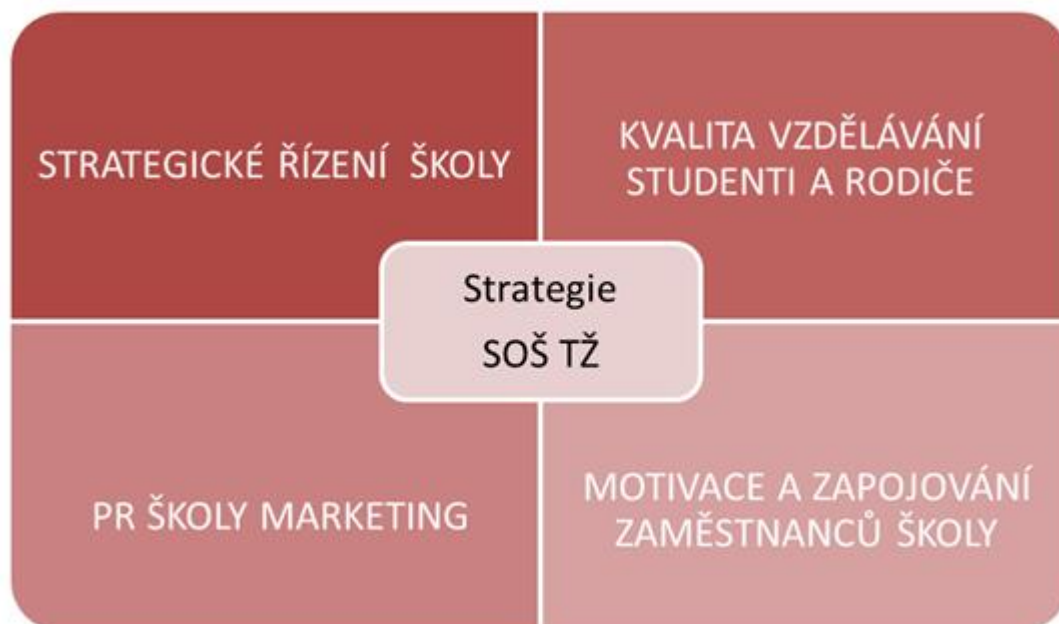 STRATEGICKÉ ŘÍZENÍ ŠKOLY
KVALITA VZDĚLÁVÁNÍ
STUDENTI A RODIČE
Strategie
SOŠ TŽ
PR ŠKOLY MARKETING
MOTIVACE A ZAPOJOVÁNÍ
ZAMĚSTNANCŮ ŠKOLY